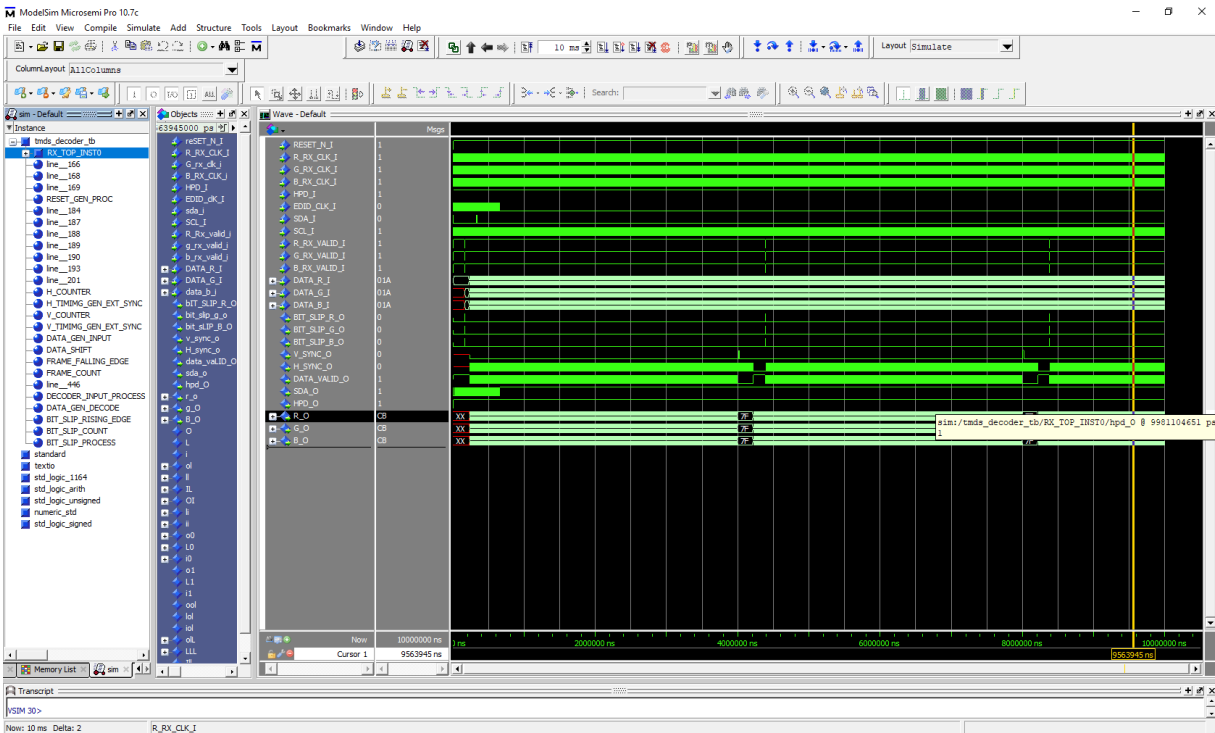 ModelSim Microsemi Pro 10.7c
File Edit View Compile Simulate Add Structure Tools Layout Bookmarks Window Help
10 ms
Layout Simulate
ColumnLayout AllColumns
Search:
sim - Default
Objects
Wave - Default
Instance
63945000 ps
Msgs
tmds_decoder_tb
RX_TOP_INST0
line__166
line__168
line__169
RESET_GEN_PROC
line__184
line__187
line__188
line__189
line__190
line__193
line__201
H_COUNTER
H_TIMIMG_GEN_EXT_SYNC
V_COUNTER
V_TIMIMG_GEN_EXT_SYNC
DATA_GEN_INPUT
DATA_SHIFT
FRAME_FALLING_EDGE
FRAME_COUNT
line__446
DECODER_INPUT_PROCESS
DATA_GEN_DECODE
BIT_SLIP_RISING_EDGE
BIT_SLIP_COUNT
BIT_SLIP_PROCESS
standard
textio
std_logic_1164
std_logic_arith
std_logic_unsigned
numeric_std
std_logic_signed
reSET_N_I
R_RX_CLK_I
G_rx_clk_i
B_RX_CLK_i
HPD_I
EDID_clK_I
sda_i
SCL_I
R_Rx_valid_i
g_rx_valid_i
b_rx_valid_i
DATA_R_I
DATA_G_I
data_b_i
bIT_SLIP_R_O
bit_slip_g_o
bit_sLIP_B_O
v_sync_o
H_sync_o
data_vaLID_O
sda_o
hpd_O
r_o
g_O
B_O
O
L
i
ol
ll
IL
OI
li
ii
o0
L0
i0
o1
L1
i1
ool
lol
iol
olL
LLL
RESET_N_I 1
R_RX_CLK_I 1
G_RX_CLK_I 1
B_RX_CLK_I 1
HPD_I 1
EDID_CLK_I 0
SDA_I 0
SCL_I 1
R_RX_VALID_I 1
G_RX_VALID_I 1
B_RX_VALID_I 1
DATA_R_I 01A
DATA_G_I 01A
DATA_B_I 01A
BIT_SLIP_R_O 0
BIT_SLIP_G_O 0
BIT_SLIP_B_O 0
V_SYNC_O 0
H_SYNC_O 0
DATA_VALID_O 1
SDA_O 1
HPD_O 1
R_O CB XX 7F
G_O CB XX 7F
B_O CB XX 7F
sim:/tmds_decoder_tb/RX_TOP_INST0/hpd_O @ 9981104651 ps
1
Now 10000000 ns
2000000 ns 4000000 ns 6000000 ns 8000000 ns 10000000 ns
Cursor 1 9563945 ns
9563945 ns
Memory List sim
Transcript
VSIM 30>
Now: 10 ms Delta: 2 R_RX_CLK_I